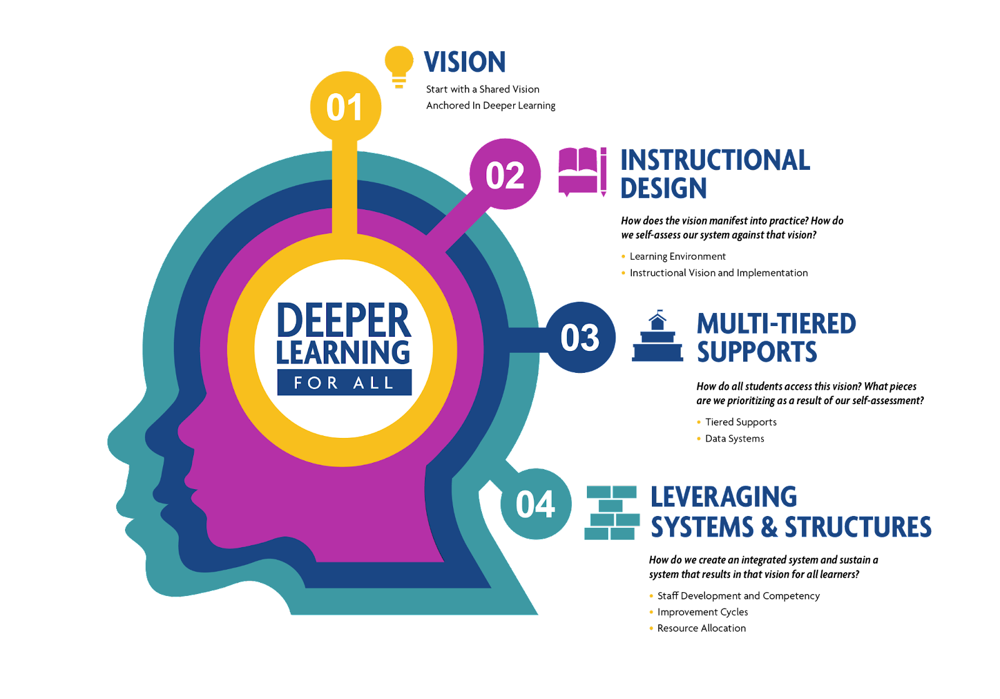 01
VISION
Start with a Shared Vision
Anchored In Deeper Learning
02
INSTRUCTIONAL
DESIGN
How does the vision manifest into practice? How do
we self-assess our system against that vision?
• Learning Environment
• Instructional Vision and Implementation
DEEPER
LEARNING
FOR ALL
03
MULTI-TIERED
SUPPORTS
How do all students access this vision? What pieces
are we prioritizing as a result of our self-assessment?
• Tiered Supports
• Data Systems
04
LEVERAGING
SYSTEMS & STRUCTURES
How do we create an integrated system and sustain a
system that results in that vision for all learners?
• Staff Development and Competency
• Improvement Cycles
• Resource Allocation